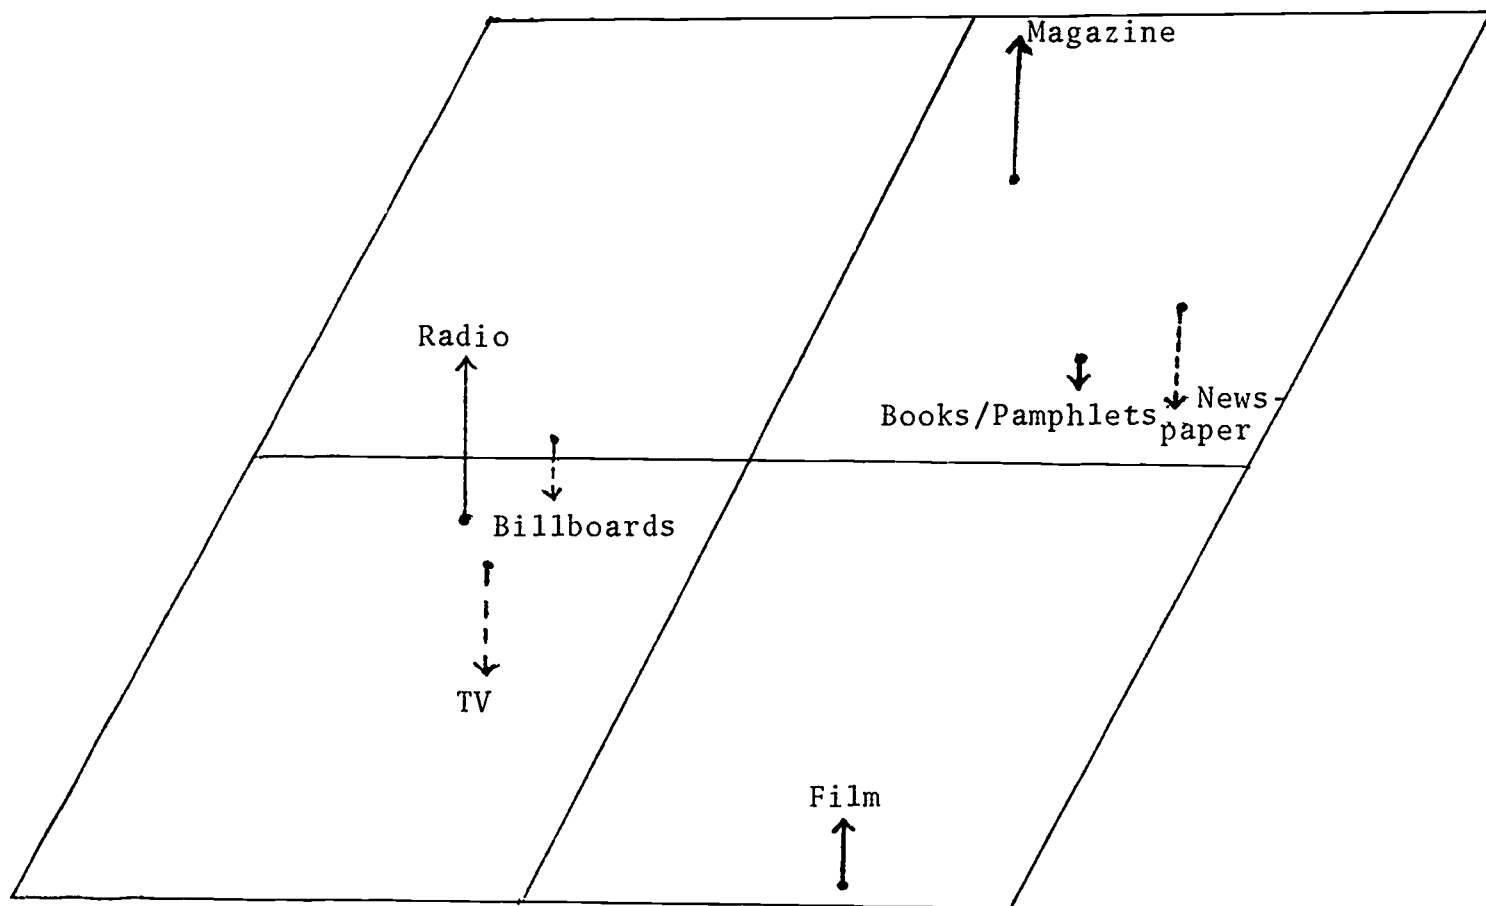 Magazine
Radio
Books/Pamphlets
News-
paper
Billboards
TV
Film